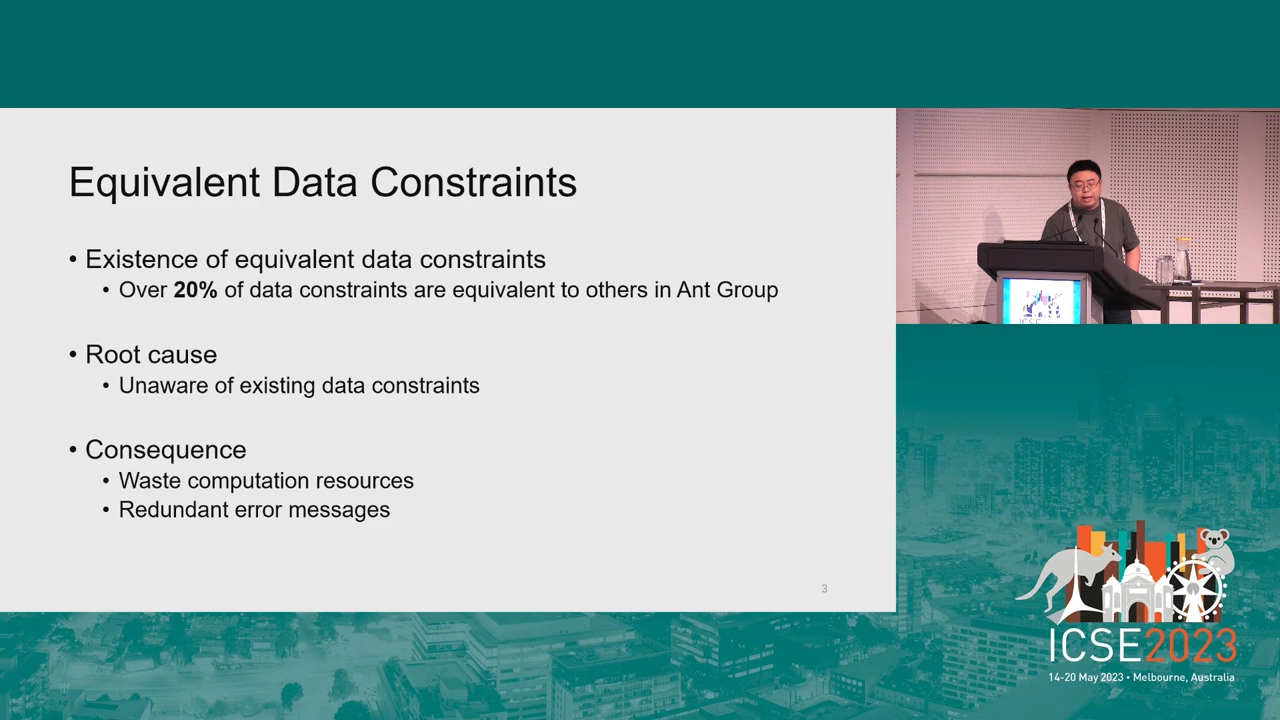 Equivalent Data Constraints
• Existence of equivalent data constraints
• Over 20% of data constraints are equivalent to others in Ant Group
• Root cause
• Unaware of existing data constraints
• Consequence
• Waste computation resources
• Redundant error messages
3
ICSE
ICSE2023
14-20 May 2023 • Melbourne, Australia